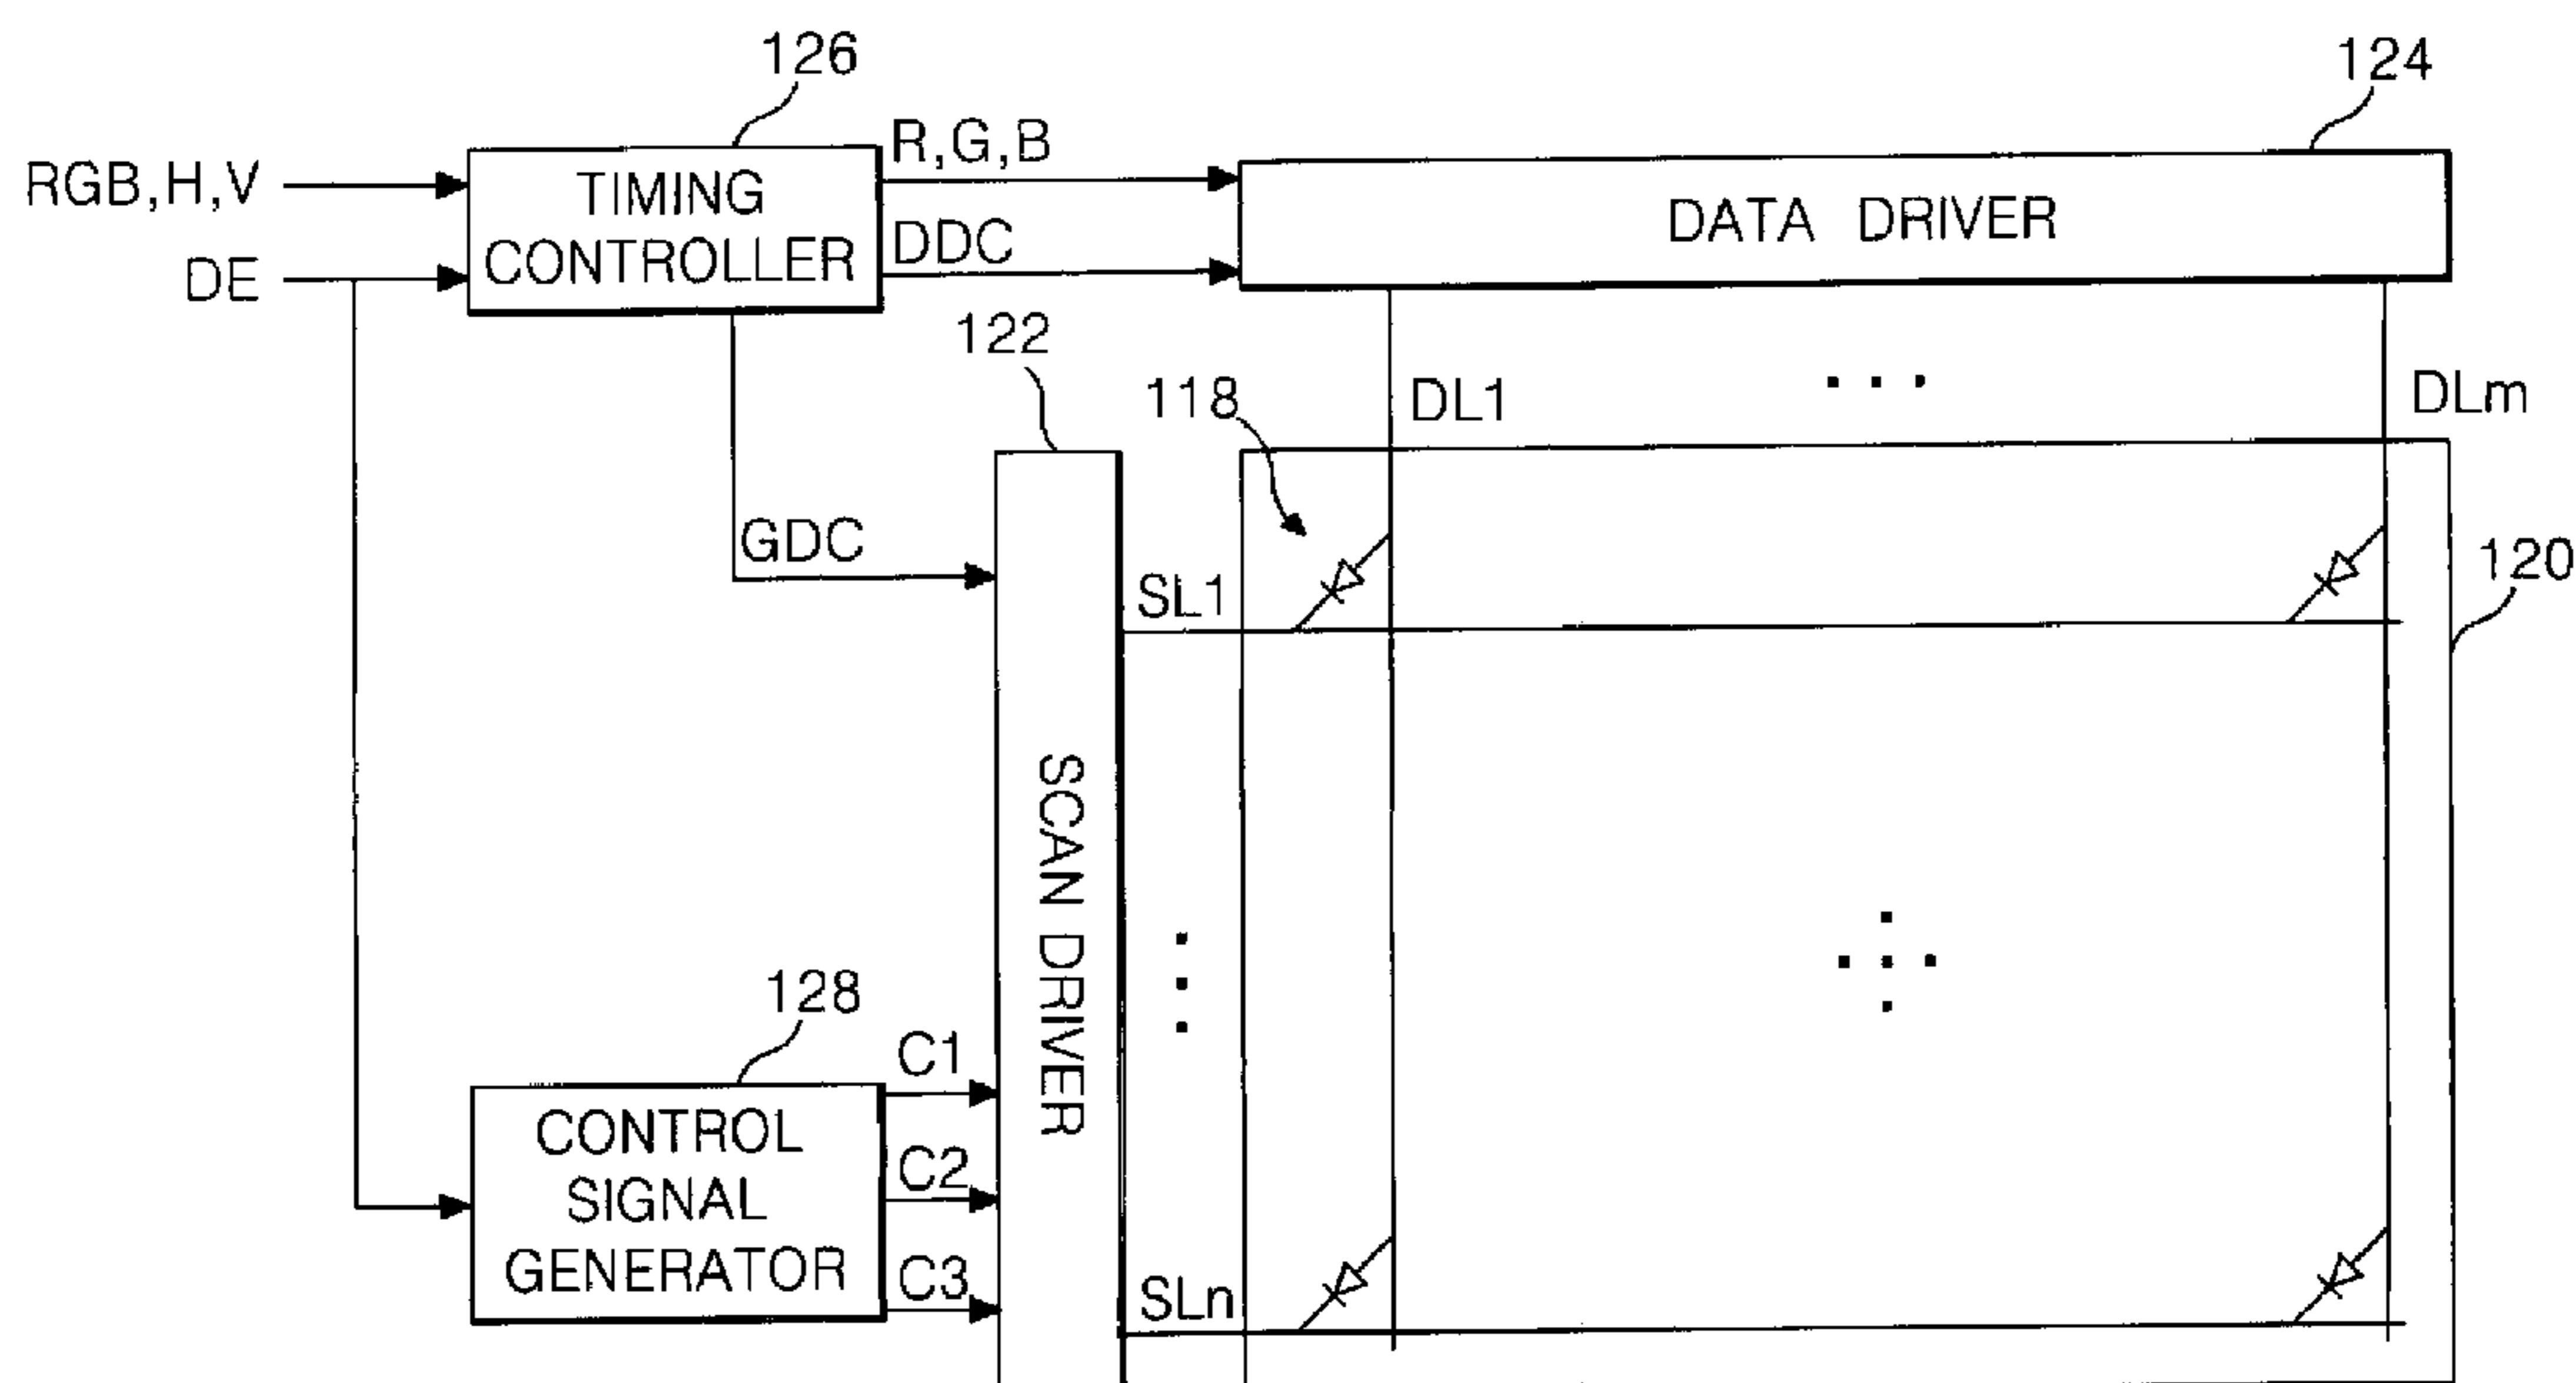 126
124
R,G,B
RGB,H,V
TIMING
CONTROLLER
DATA DRIVER
DDC
DE
122
118
DL1
DLm
GDC
120
SL1
SCAN DRIVER
128
C1
CONTROL
SIGNAL
GENERATOR
C2
C3
SLn